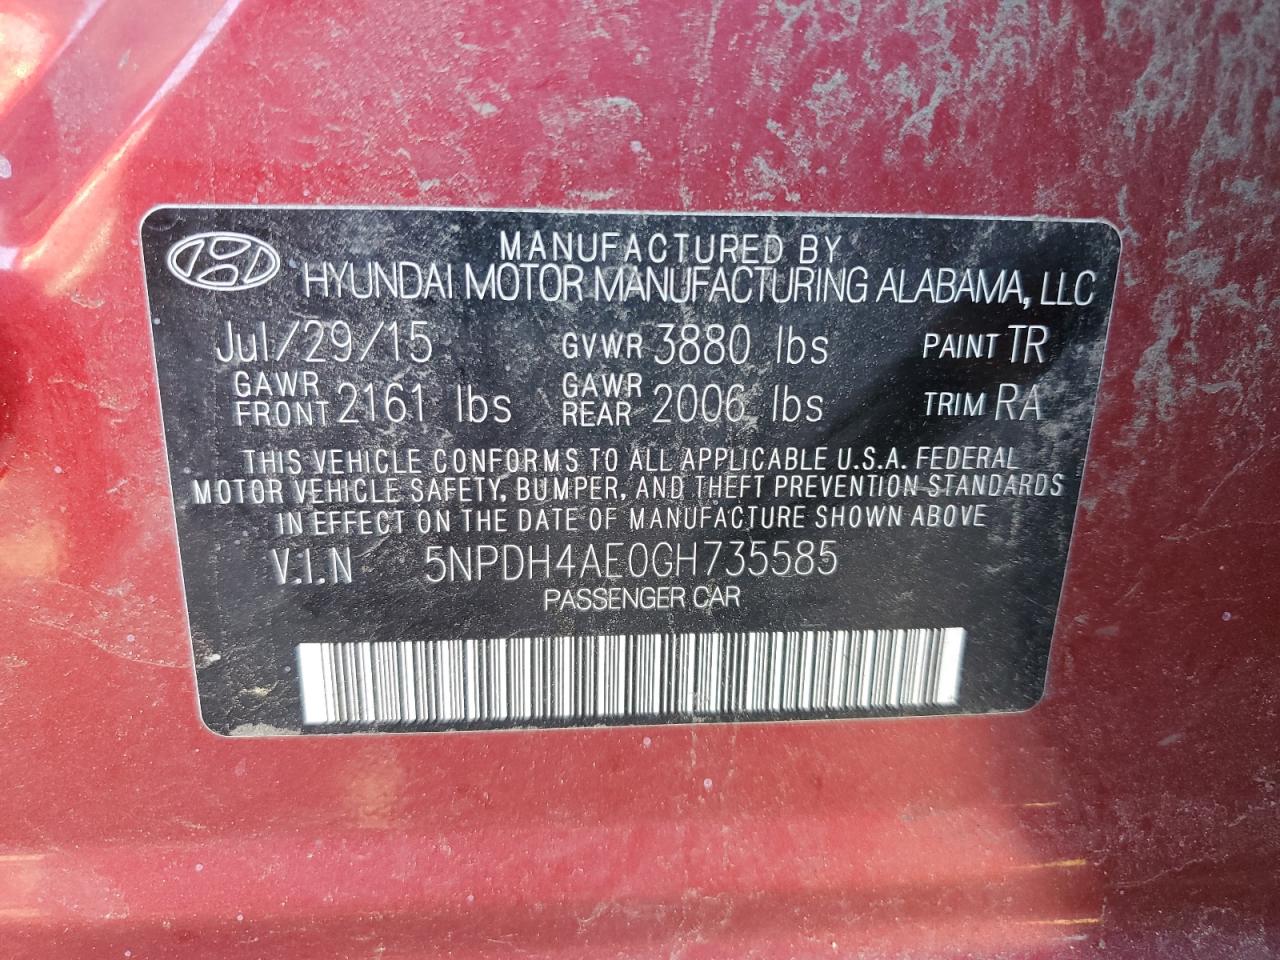 MANUFACTURED BY
HYUNDAI MOTOR MANUFACTURING ALABAMA, LLC
Jul/29/15 GVWR 3880 lbs PAINT TR
GAWR FRONT 2161 lbs GAWR REAR 2006 lbs TRIM RA
THIS VEHICLE CONFORMS TO ALL APPLICABLE U.S.A. FEDERAL
MOTOR VEHICLE SAFETY, BUMPER, AND THEFT PREVENTION STANDARDS
IN EFFECT ON THE DATE OF MANUFACTURE SHOWN ABOVE
V.I.N 5NPDH4AE0GH735585
PASSENGER CAR